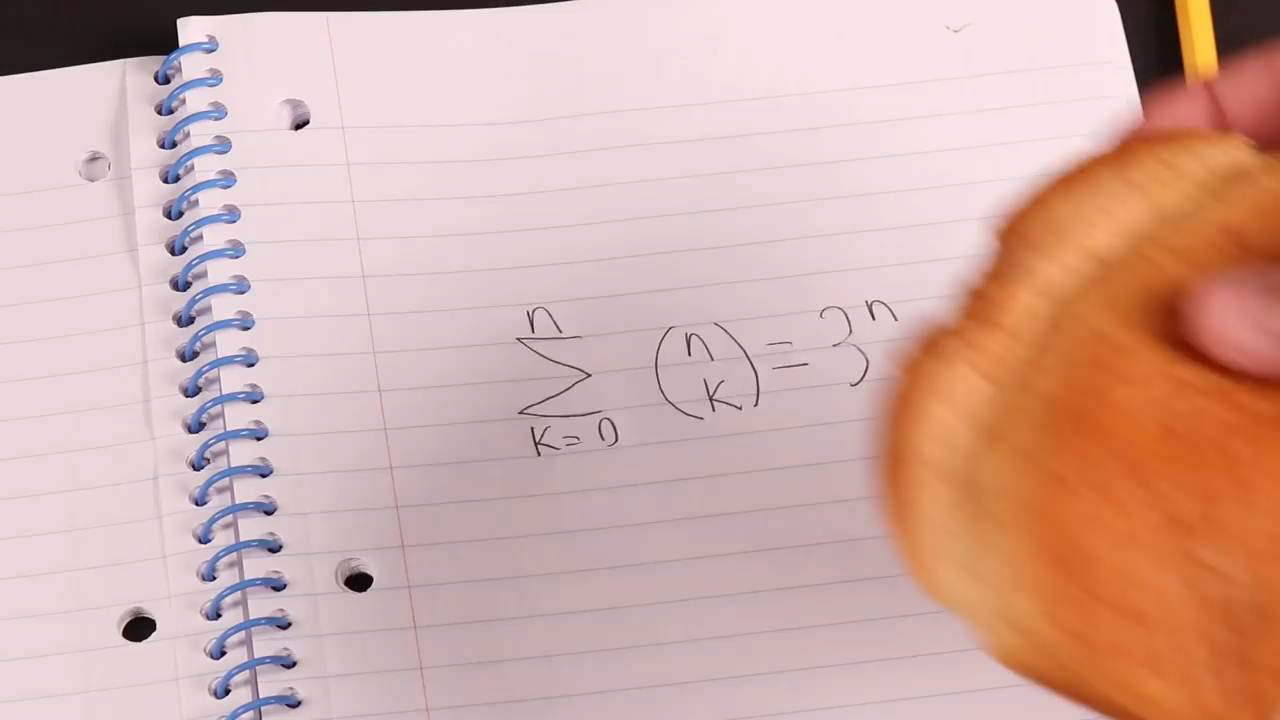 n
∑ (n k) = 3^n
K = 0